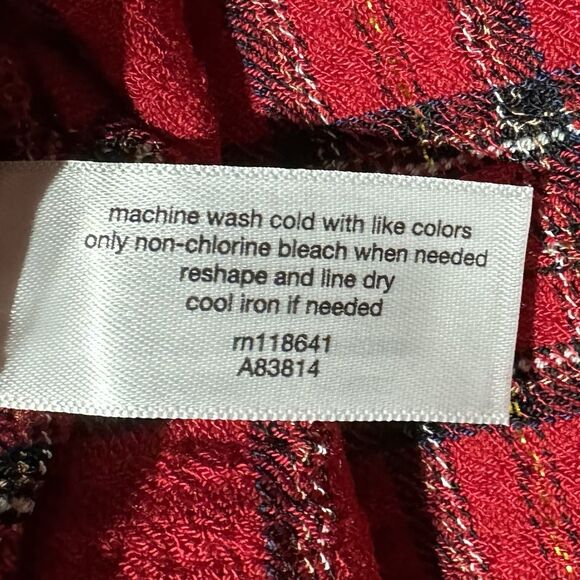 machine wash cold with like colors
only non-chlorine bleach when needed
reshape and line dry
cool iron if needed
rn118641
A83814